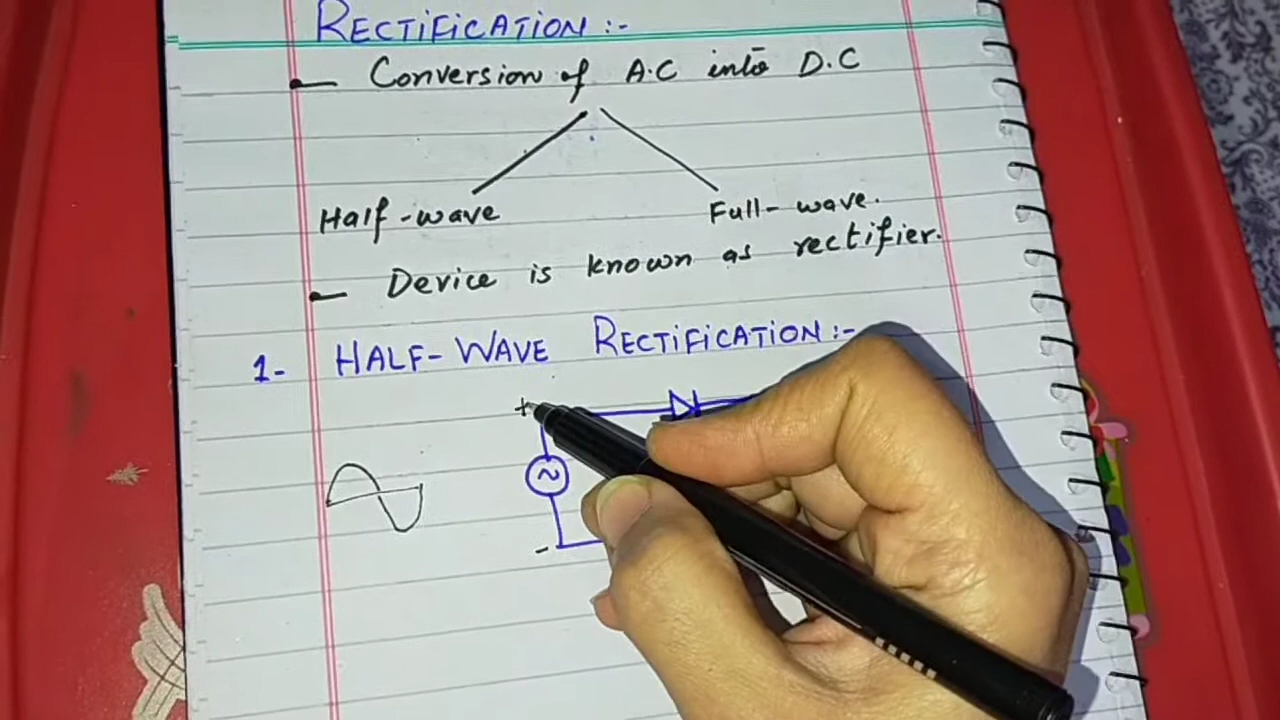 RECTIFICATION :-
Conversion of A.C into D.C
Half-wave Full-wave.
Device is known as rectifier.
1- HALF-WAVE RECTIFICATION :-
+
~
-